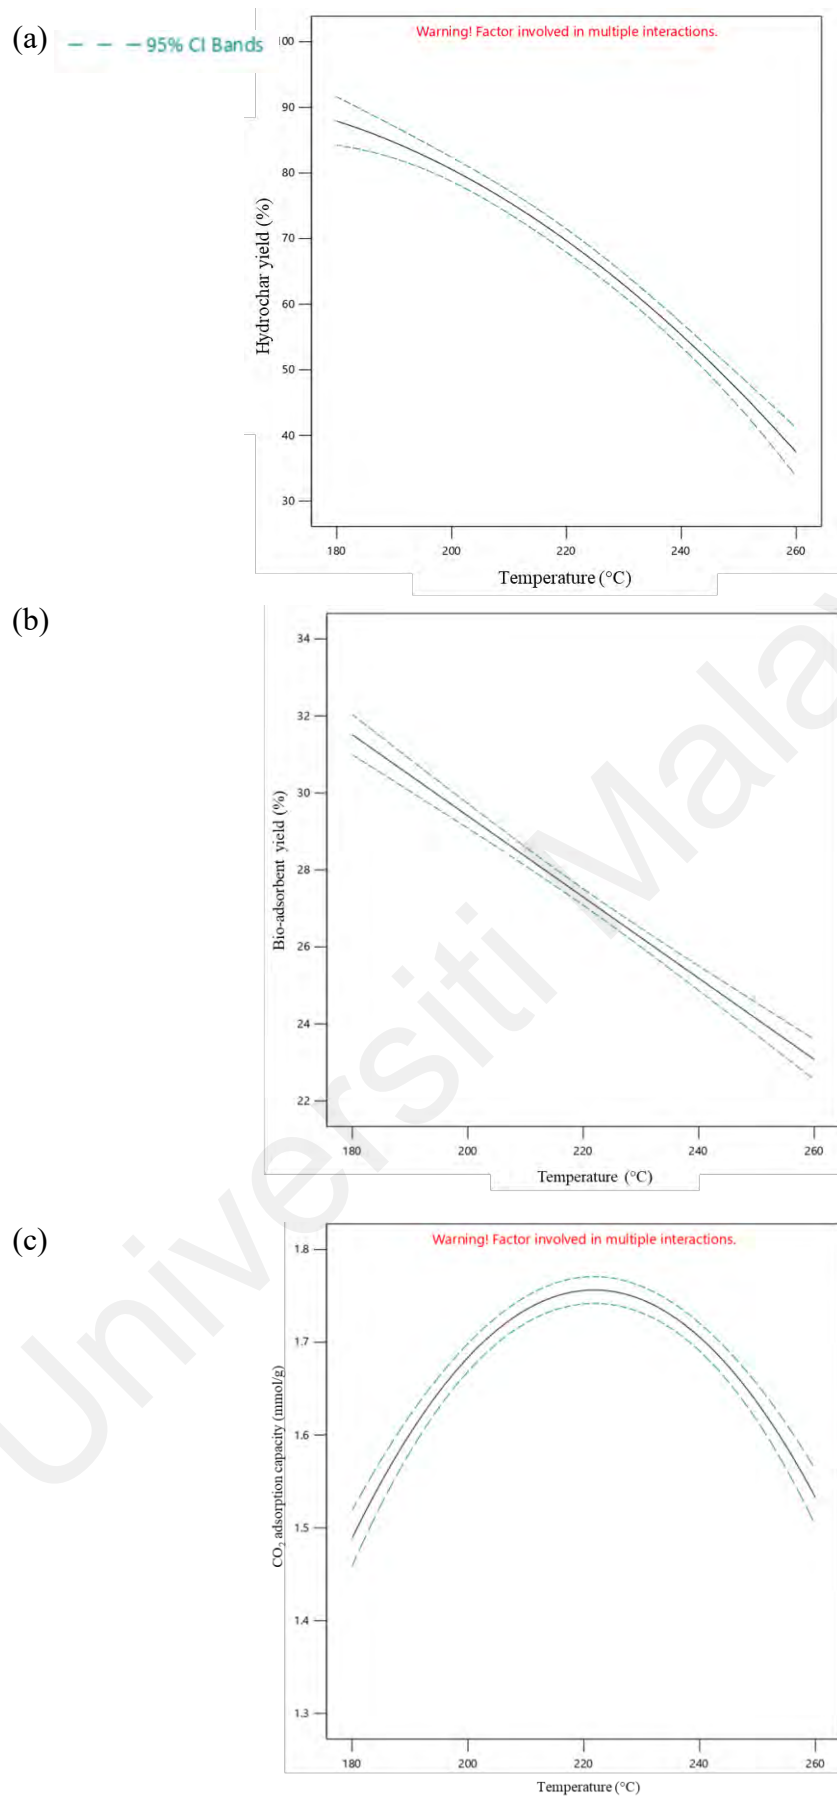 (a)
95% CI Bands
Warning! Factor involved in multiple interactions.
100
90
80
70
60
50
40
30
Hydrochar yield (%)
180 200 220 240 260
Temperature (°C)
(b)
34
32
30
28
26
24
22
Bio-adsorbent yield (%)
180 200 220 240 260
Temperature (°C)
(c)
Warning! Factor involved in multiple interactions.
1.8
1.7
1.6
1.5
1.4
1.3
CO₂ adsorption capacity (mmol/g)
180 200 220 240 260
Temperature (°C)
Universiti Malay